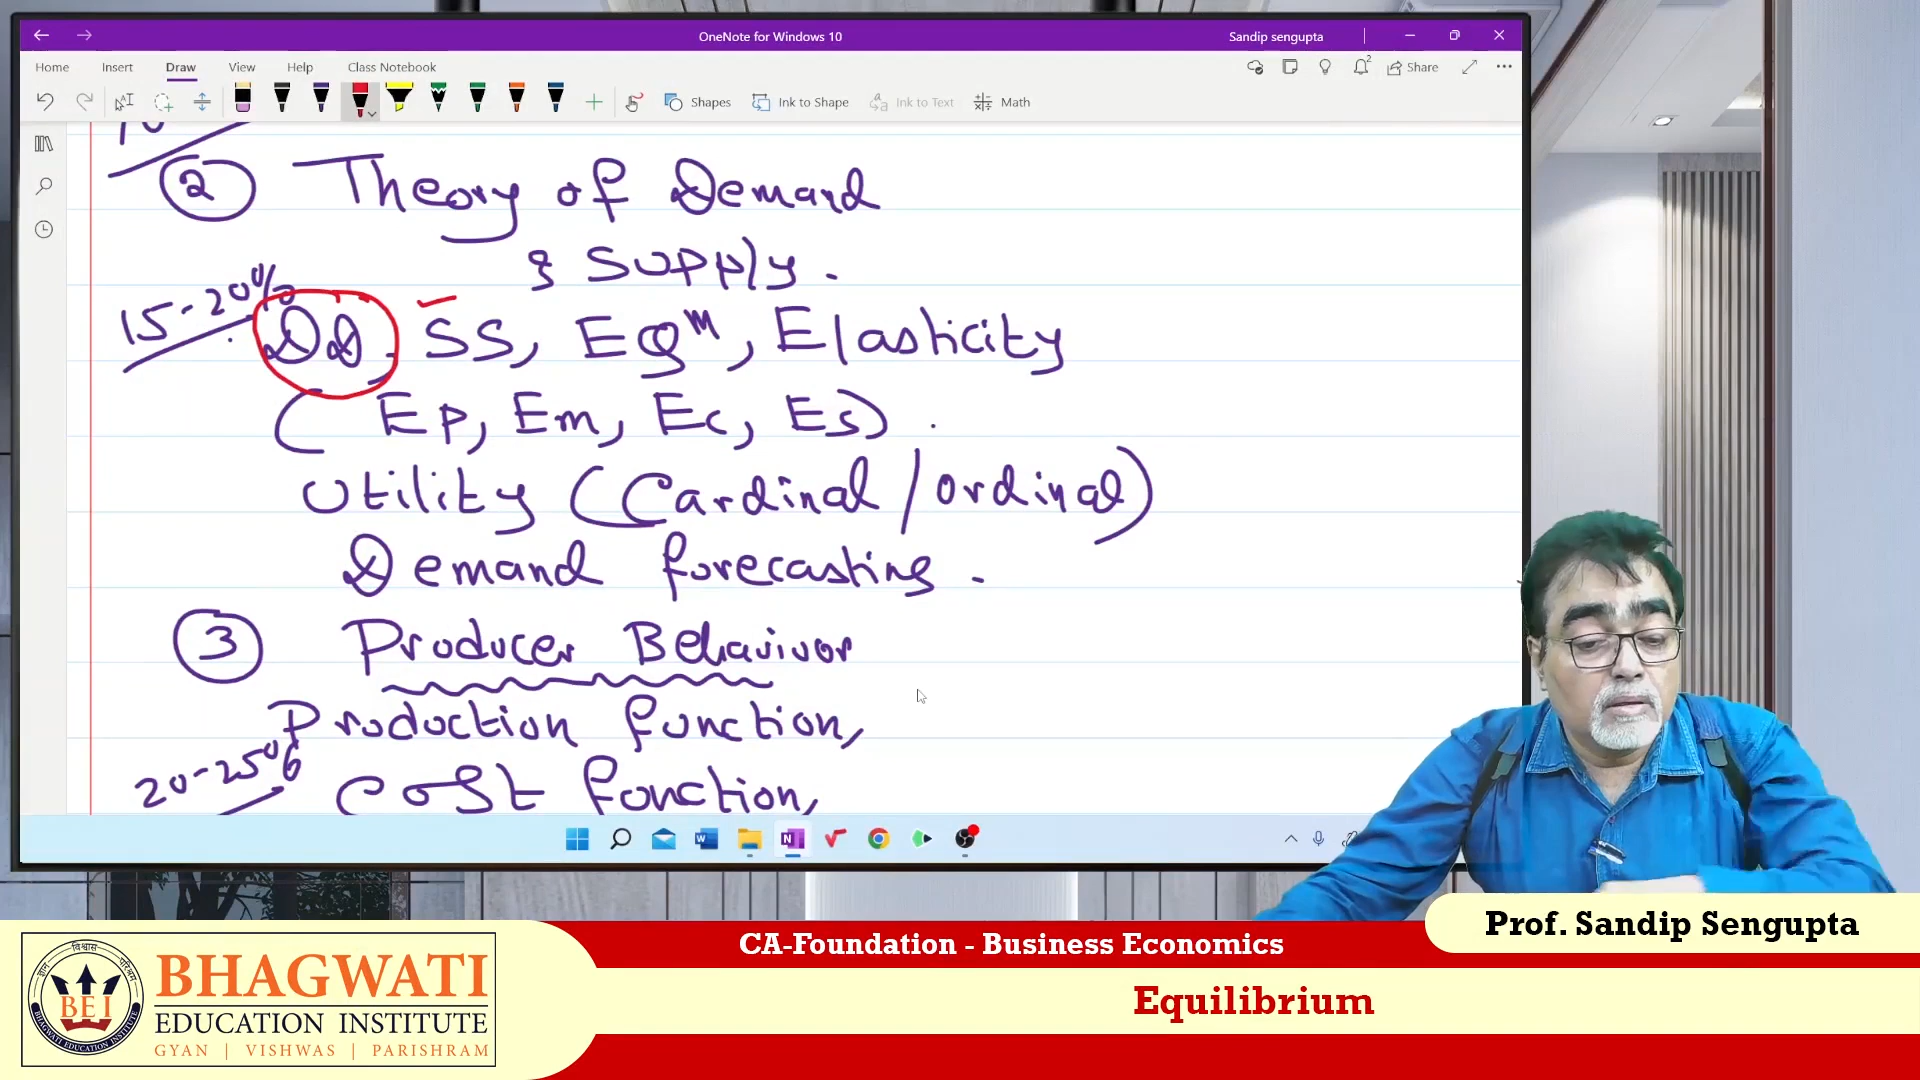 OneNote for Windows 10
Sandip sengupta
Home Insert Draw View Help Class Notebook
Share
Shapes Ink to Shape Ink to Text Math
② Theory of Demand
& Supply.
15-20%
DD, SS, EQᵐ, Elasticity
(Ep, Em, Ec, Es).
Utility (Cardinal/ordinal)
Demand forecasting.
③ Producer Behaviour
Production function,
20-25%
Cost function,
Prof. Sandip Sengupta
CA-Foundation - Business Economics
Equilibrium
विश्वास
BEI
BHAGWATI
EDUCATION INSTITUTE
GYAN | VISHWAS | PARISHRAM